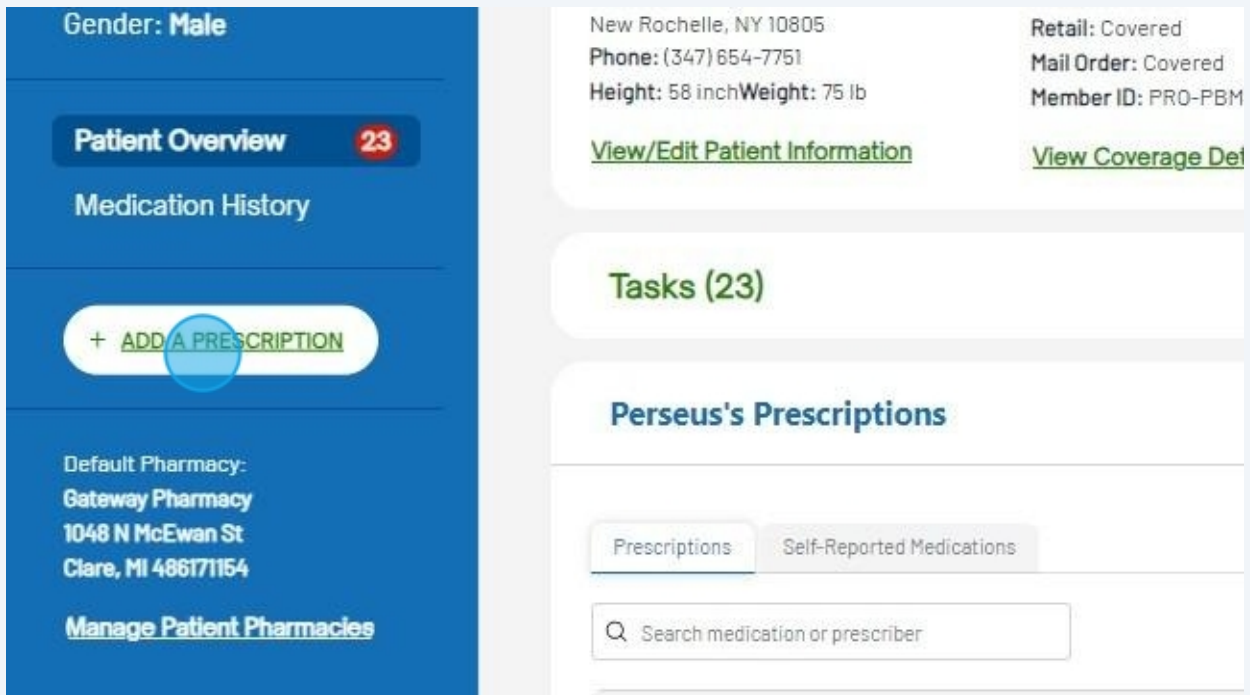 Gender: Male
Patient Overview 23
Medication History
+ ADD A PRESCRIPTION
Default Pharmacy:
Gateway Pharmacy
1048 N McEwan St
Clare, MI 486171154
Manage Patient Pharmacies
New Rochelle, NY 10805
Phone: (347) 654-7751
Height: 58 inchWeight: 75 lb
View/Edit Patient Information
Retail: Covered
Mail Order: Covered
Member ID: PRO-PBM
View Coverage Det
Tasks (23)
Perseus's Prescriptions
Prescriptions
Self-Reported Medications
Search medication or prescriber